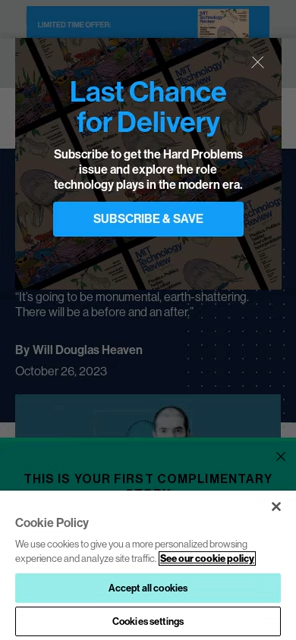 LIMITED TIME OFFER:
Last Chance
for Delivery
Subscribe to get the Hard Problems
issue and explore the role
technology plays in the modern era.
SUBSCRIBE & SAVE
"It's going to be monumental, earth-shattering.
There will be a before and an after."
By Will Douglas Heaven
October 26, 2023
THIS IS YOUR FIRST COMPLIMENTARY
Cookie Policy
We use cookies to give you a more personalized browsing
experience and analyze site traffic. See our cookie policy
Accept all cookies
Cookies settings